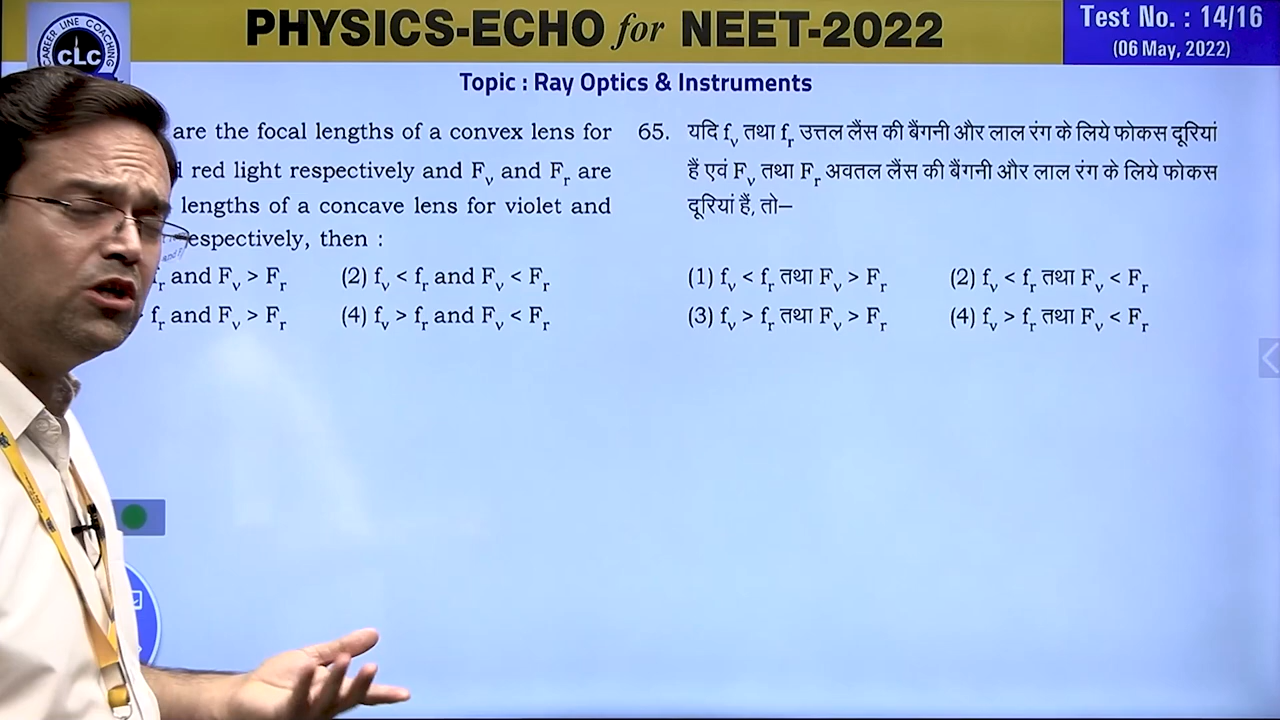 PHYSICS-ECHO for NEET-2022
Test No. : 14/16
(06 May, 2022)
CAREER LINE COACHING
CLC
Topic : Ray Optics & Instruments
are the focal lengths of a convex lens for
red light respectively and Fᵥ and Fᵣ are
lengths of a concave lens for violet and
espectively, then :
fᵣ and Fᵥ > Fᵣ (2) fᵥ < fᵣ and Fᵥ < Fᵣ
fᵣ and Fᵥ > Fᵣ (4) fᵥ > fᵣ and Fᵥ < Fᵣ
65. यदि fᵥ तथा fᵣ उत्तल लैंस की बैंगनी और लाल रंग के लिये फोकस दूरियां
हैं एवं Fᵥ तथा Fᵣ अवतल लैंस की बैंगनी और लाल रंग के लिये फोकस
दूरियां हैं, तो–
(1) fᵥ < fᵣ तथा Fᵥ > Fᵣ (2) fᵥ < fᵣ तथा Fᵥ < Fᵣ
(3) fᵥ > fᵣ तथा Fᵥ > Fᵣ (4) fᵥ > fᵣ तथा Fᵥ < Fᵣ